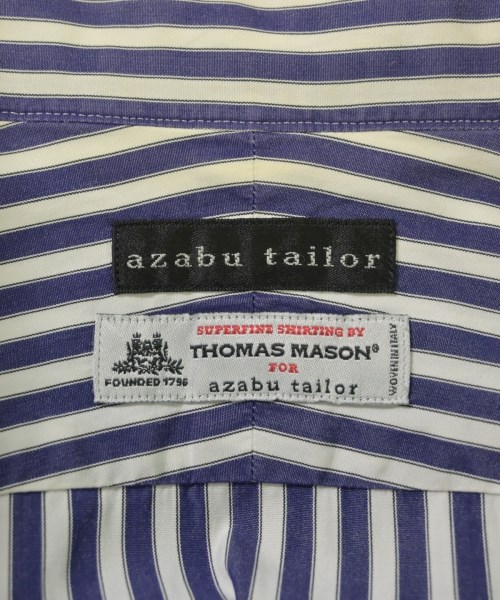 azabu tailor
SUPERFINE SHIRTING BY
THOMAS MASON®
FOR
azabu tailor
FOUNDED 1796
WOVEN IN ITALY